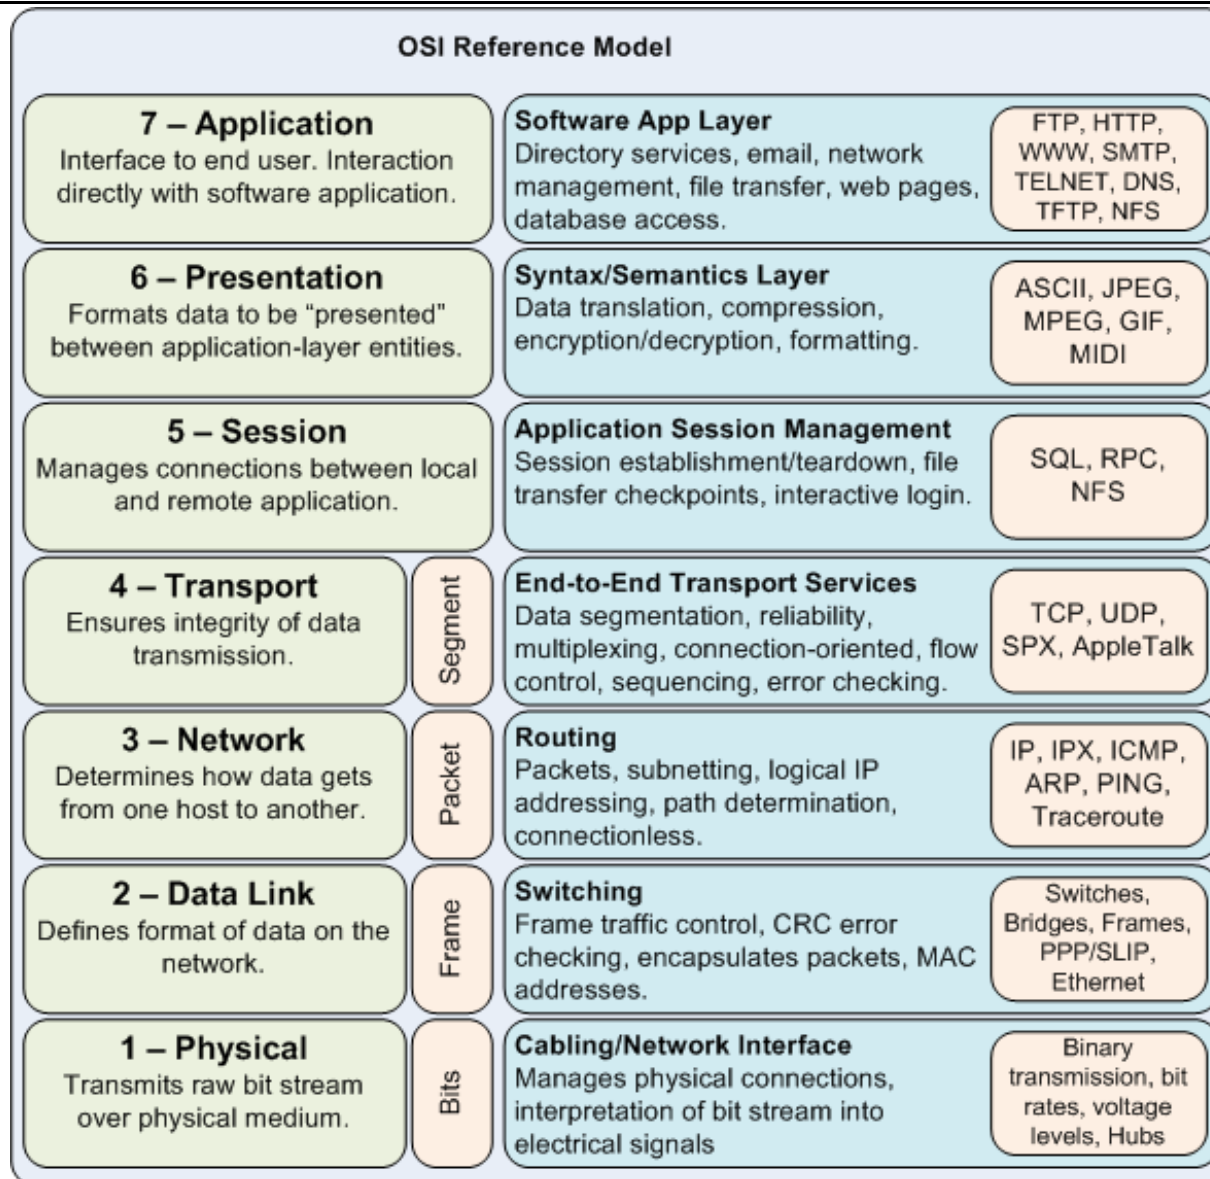 OSI Reference Model
7 – Application
Interface to end user. Interaction
directly with software application.
Software App Layer
Directory services, email, network
management, file transfer, web pages,
database access.
FTP, HTTP,
WWW, SMTP,
TELNET, DNS,
TFTP, NFS
6 – Presentation
Formats data to be “presented”
between application-layer entities.
Syntax/Semantics Layer
Data translation, compression,
encryption/decryption, formatting.
ASCII, JPEG,
MPEG, GIF,
MIDI
5 – Session
Manages connections between local
and remote application.
Application Session Management
Session establishment/teardown, file
transfer checkpoints, interactive login.
SQL, RPC,
NFS
4 – Transport
Ensures integrity of data
transmission.
Segment
End-to-End Transport Services
Data segmentation, reliability,
multiplexing, connection-oriented, flow
control, sequencing, error checking.
TCP, UDP,
SPX, AppleTalk
3 – Network
Determines how data gets
from one host to another.
Packet
Routing
Packets, subnetting, logical IP
addressing, path determination,
connectionless.
IP, IPX, ICMP,
ARP, PING,
Traceroute
2 – Data Link
Defines format of data on the
network.
Frame
Switching
Frame traffic control, CRC error
checking, encapsulates packets, MAC
addresses.
Switches,
Bridges, Frames,
PPP/SLIP,
Ethernet
1 – Physical
Transmits raw bit stream
over physical medium.
Bits
Cabling/Network Interface
Manages physical connections,
interpretation of bit stream into
electrical signals
Binary
transmission, bit
rates, voltage
levels, Hubs